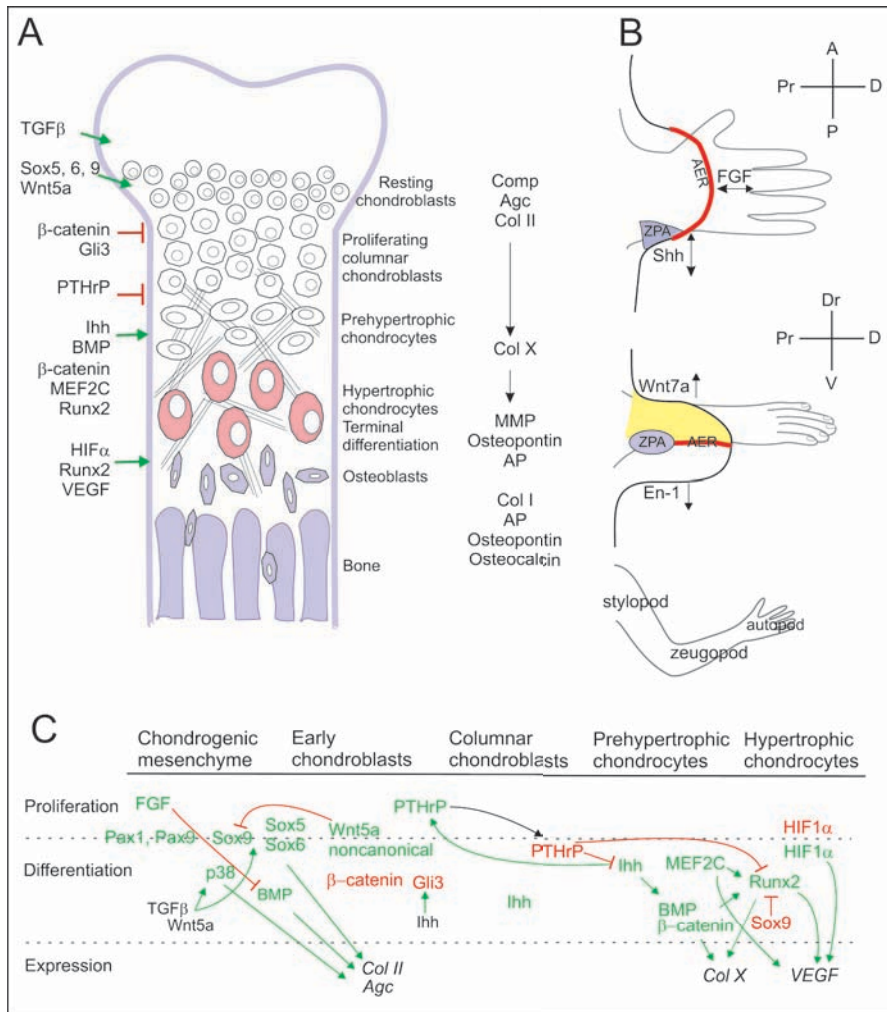 A
TGFβ
Sox5, 6, 9
Wnt5a
β-catenin
Gli3
PTHrP
Ihh
BMP
β-catenin
MEF2C
Runx2
HIFα
Runx2
VEGF
Resting
chondroblasts
Proliferating
columnar
chondroblasts
Prehypertrophic
chondrocytes
Hypertrophic
chondrocytes
Terminal
differentiation
Osteoblasts
Bone
Comp
Agc
Col II
Col X
MMP
Osteopontin
AP
Col I
AP
Osteopontin
Osteocalcin
B
A
Pr D
P
AER
FGF
ZPA
Shh
Dr
Pr D
V
Wnt7a
ZPA AER
En-1
stylopod
autopod
zeugopod
C
Chondrogenic
mesenchyme
Early
chondroblasts
Columnar
chondroblasts
Prehypertrophic
chondrocytes
Hypertrophic
chondrocytes
Proliferation
FGF
Pax1, Pax9 Sox9
Sox5
Sox6
Wnt5a
noncanonical
PTHrP
HIF1α
Differentiation
p38
TGFβ
Wnt5a
BMP
β-catenin Gli3
Ihh
Ihh
PTHrP
Ihh
MEF2C
Runx2
HIF1α
BMP
β-catenin
Sox9
Expression
Col II
Agc
Col X
VEGF